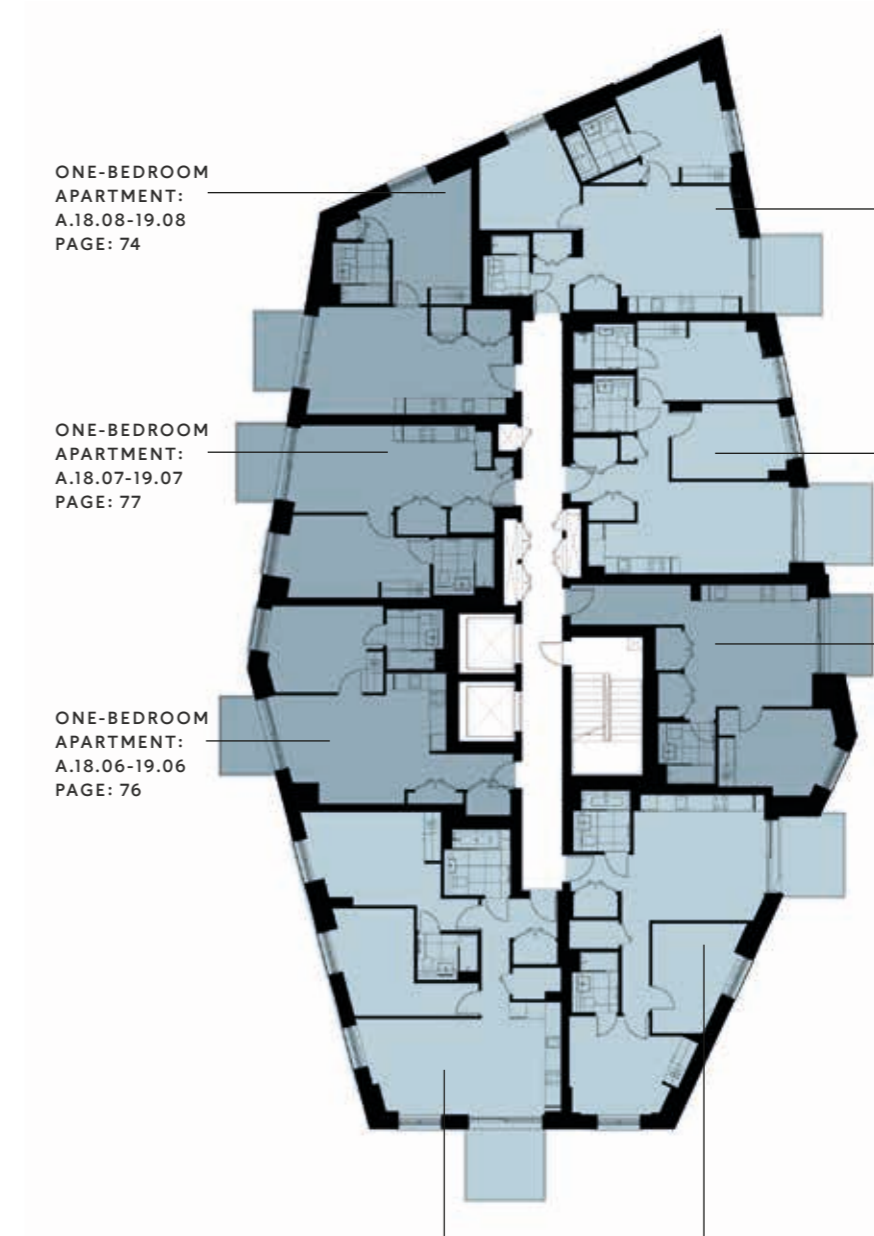 ONE-BEDROOM
APARTMENT:
A.18.08-19.08
PAGE: 74
ONE-BEDROOM
APARTMENT:
A.18.07-19.07
PAGE: 77
ONE-BEDROOM
APARTMENT:
A.18.06-19.06
PAGE: 76